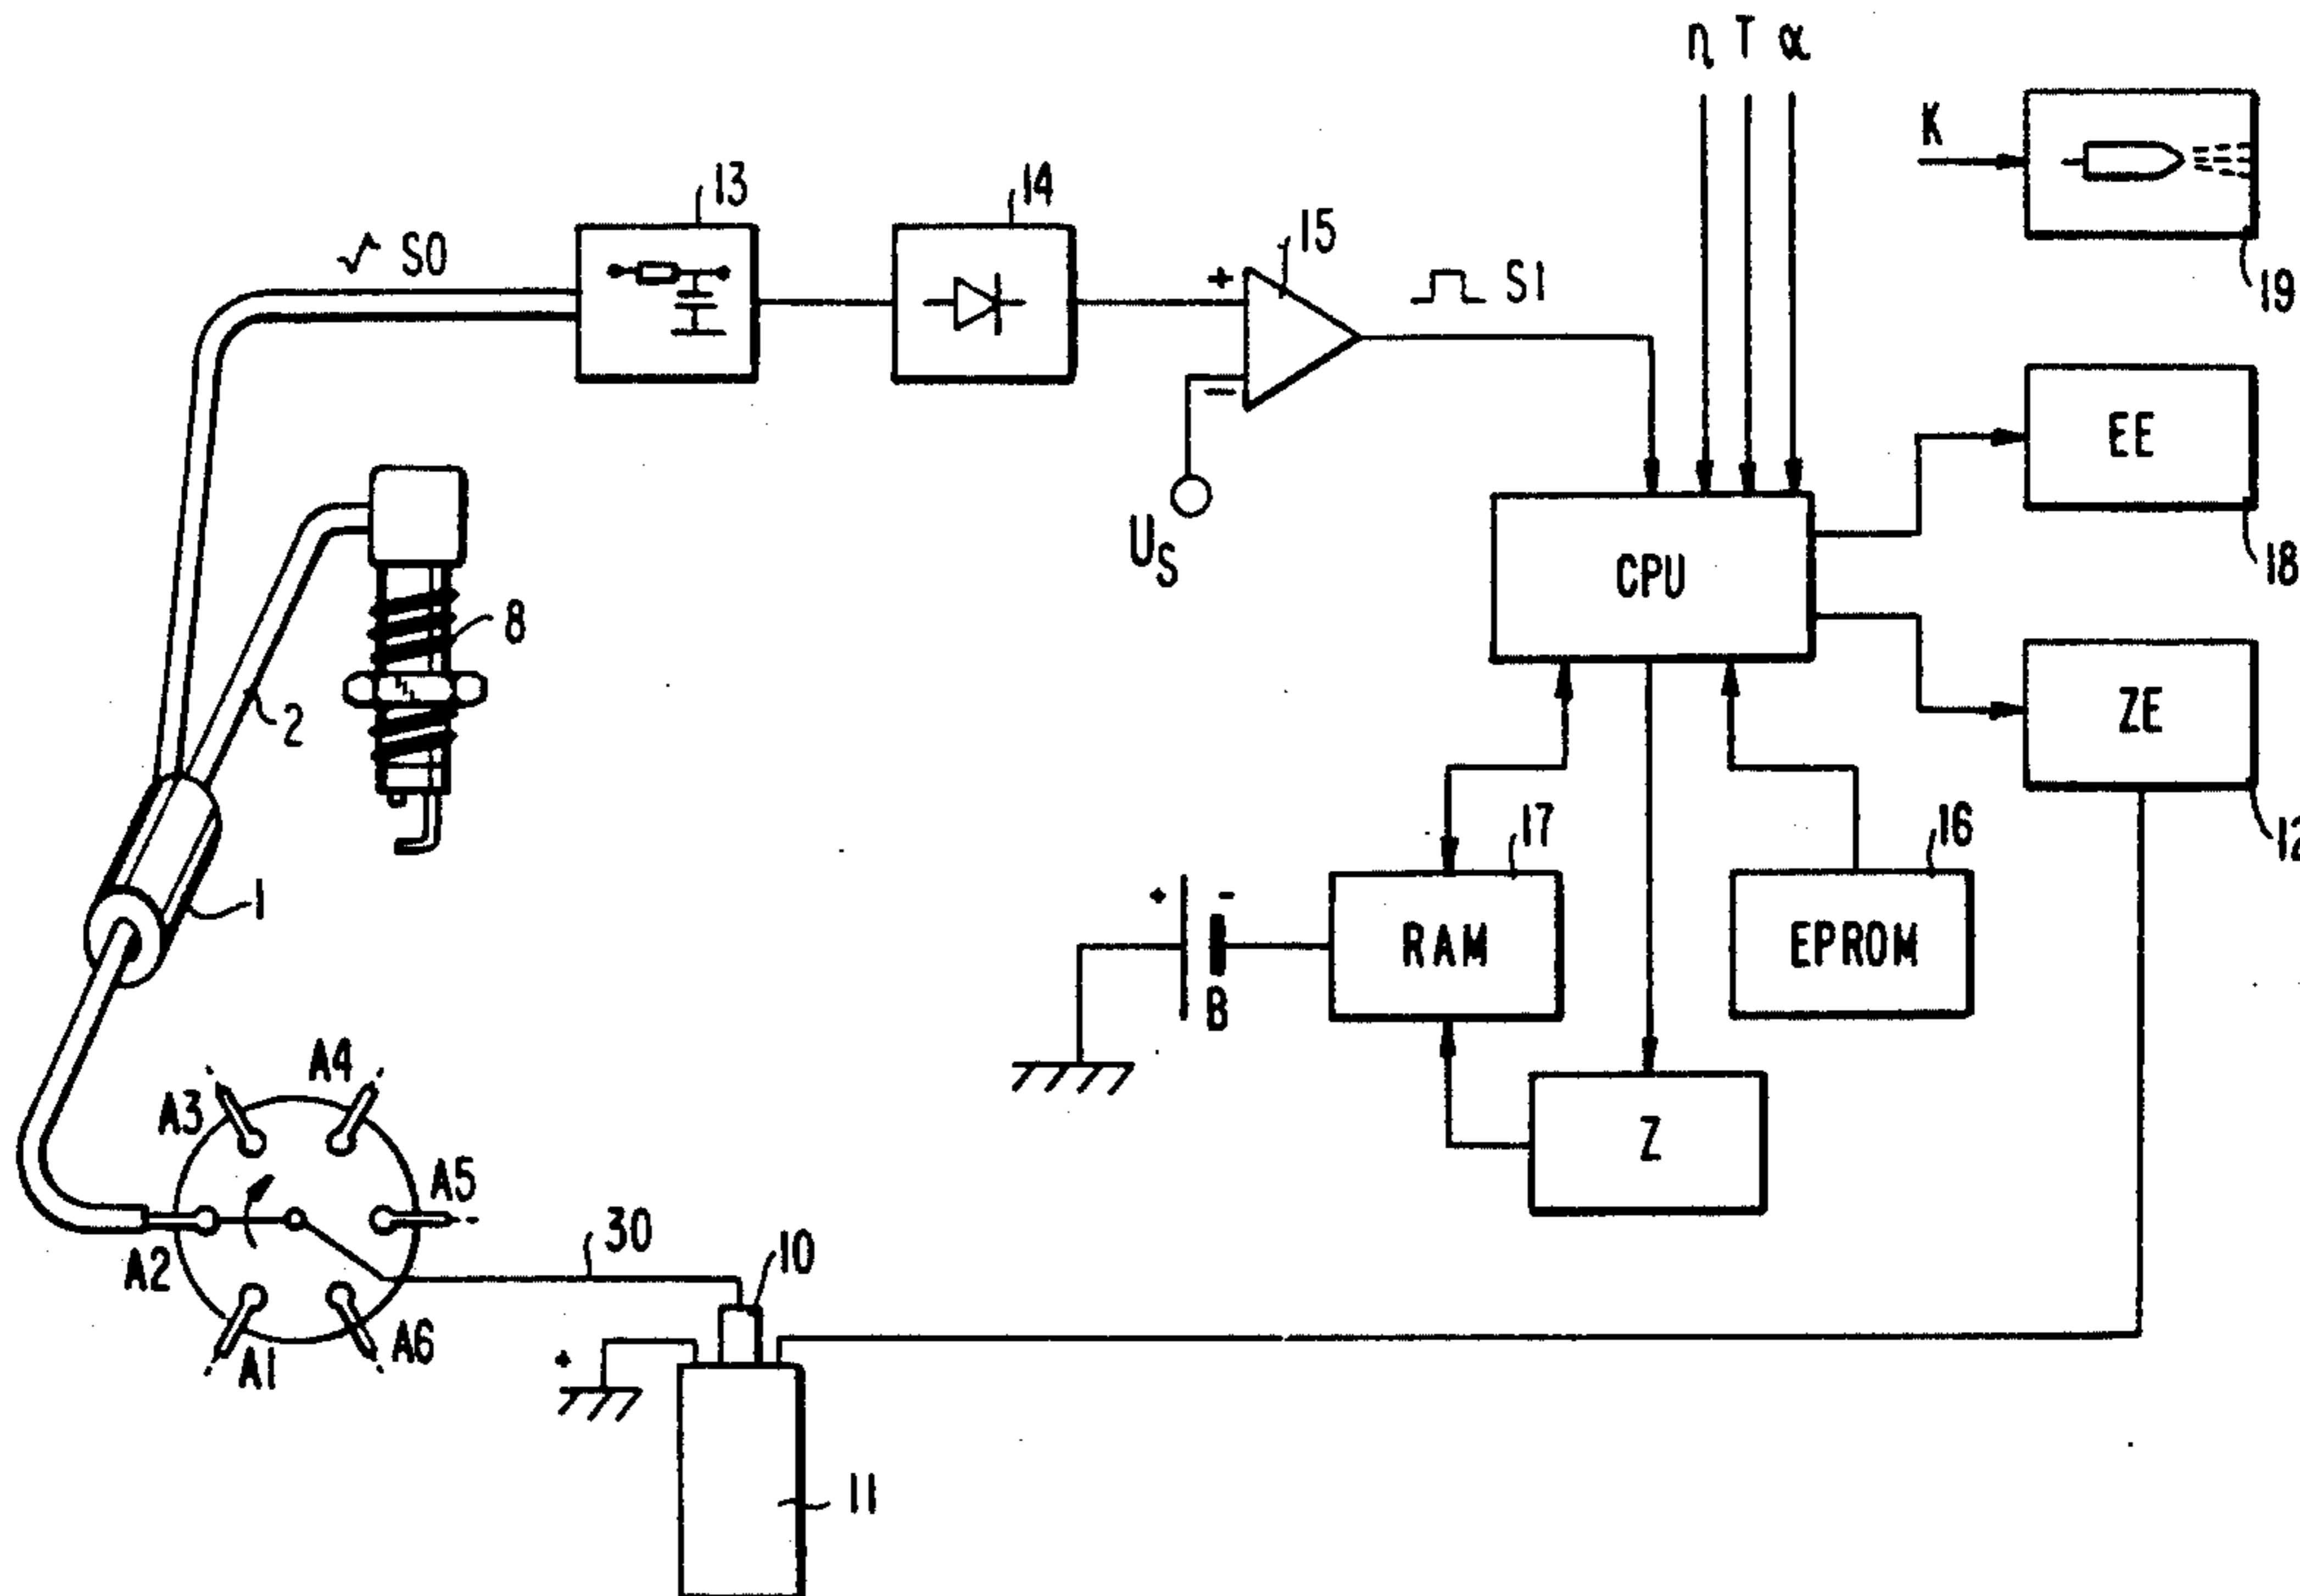 n T α
K
19
13
14
15
S0
S1
EE
18
U_S
CPU
8
2
ZE
12
17
16
1
+ -
RAM
EPROM
B
A4
A3
Z
A5
30
10
A2
A6
A1
+
11